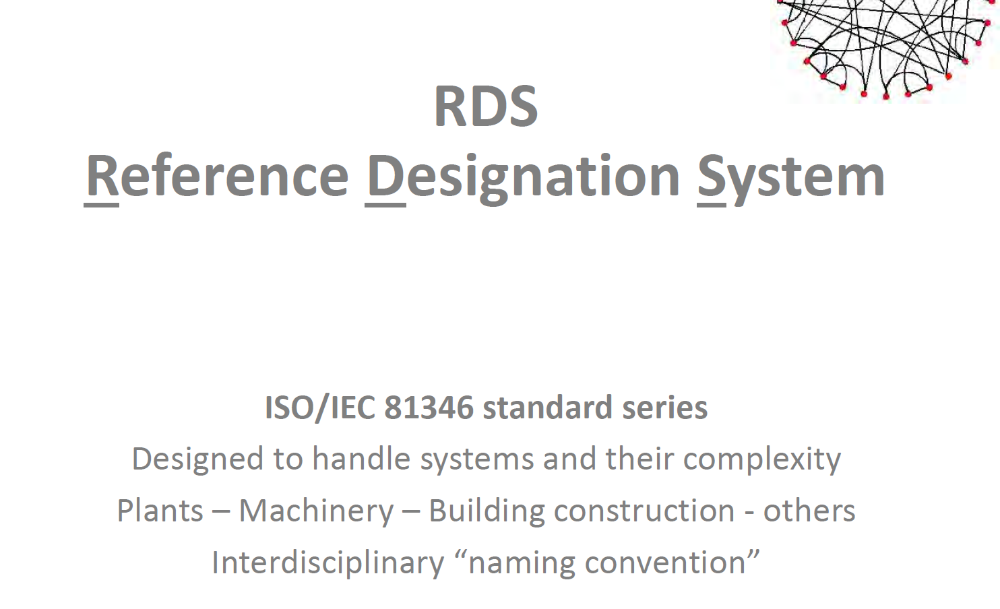 RDS
Reference Designation System
ISO/IEC 81346 standard series
Designed to handle systems and their complexity
Plants – Machinery – Building construction - others
Interdisciplinary “naming convention”